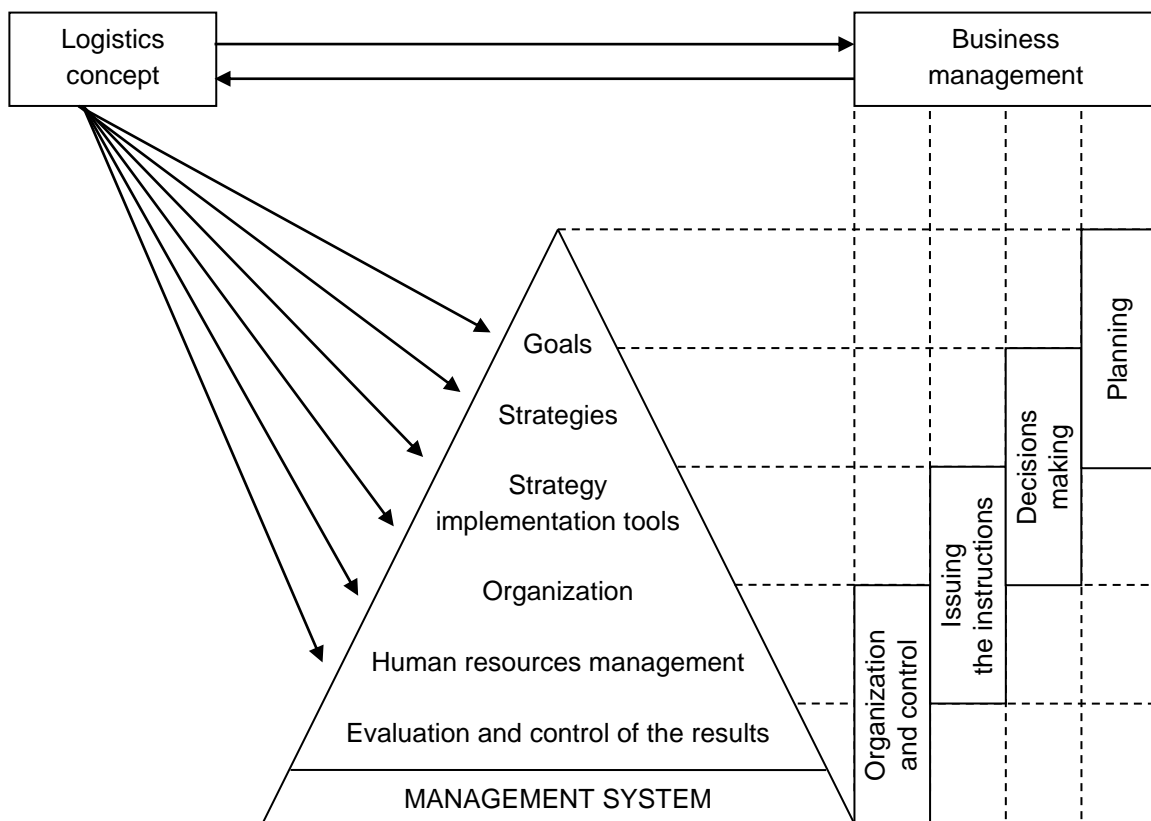 Logistics
concept
Business
management
Goals
Strategies
Strategy
implementation tools
Organization
Human resources management
Evaluation and control of the results
MANAGEMENT SYSTEM
Organization
and control
Issuing
the instructions
Decisions
making
Planning